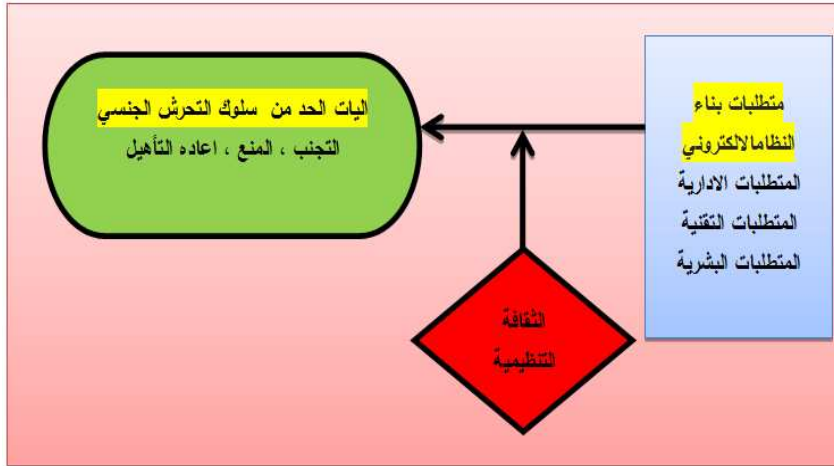 متطلبات بناء
النظامالالكتروني
المتطلبات الادارية
المتطلبات التقنية
المتطلبات البشرية
اليات الحد من سلوك التحرش الجنسي
التجنب ، المنع ، اعاده التأهيل
الثقافة
التنظيمية